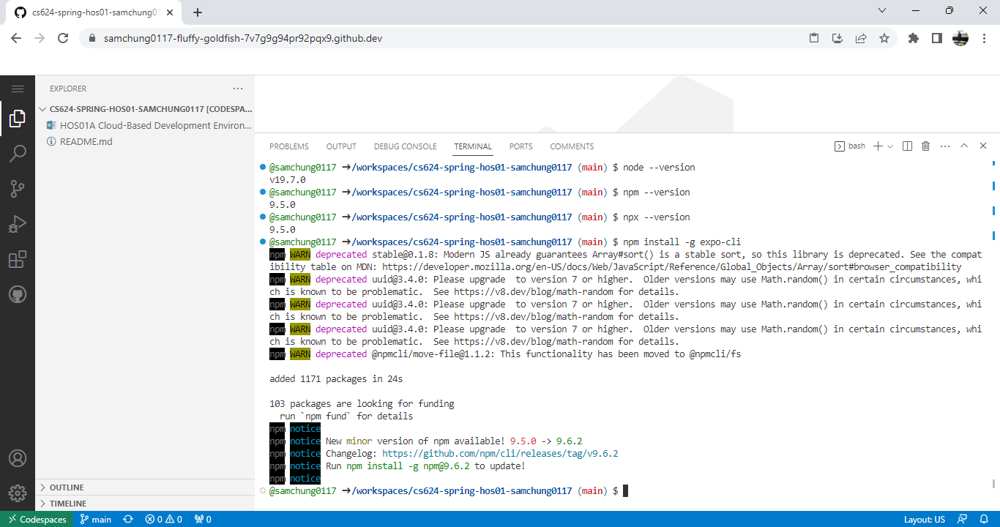 cs624-spring-hos01-samchung01
samchung0117-fluffy-goldfish-7v7g9g94pr92pqx9.github.dev
EXPLORER
CS624-SPRING-HOS01-SAMCHUNG0117 [CODESPA...
HOS01A Cloud-Based Development Environ...
README.md
OUTLINE
TIMELINE
PROBLEMS OUTPUT DEBUG CONSOLE TERMINAL PORTS COMMENTS
bash
@samchung0117 ➜/workspaces/cs624-spring-hos01-samchung0117 (main) $ node --version
v19.7.0
@samchung0117 ➜/workspaces/cs624-spring-hos01-samchung0117 (main) $ npm --version
9.5.0
@samchung0117 ➜/workspaces/cs624-spring-hos01-samchung0117 (main) $ npx --version
9.5.0
@samchung0117 ➜/workspaces/cs624-spring-hos01-samchung0117 (main) $ npm install -g expo-cli
npm WARN deprecated stable@0.1.8: Modern JS already guarantees Array#sort() is a stable sort, so this library is deprecated. See the compat
ibility table on MDN: https://developer.mozilla.org/en-US/docs/Web/JavaScript/Reference/Global_Objects/Array/sort#browser_compatibility
npm WARN deprecated uuid@3.4.0: Please upgrade  to version 7 or higher.  Older versions may use Math.random() in certain circumstances, whi
ch is known to be problematic.  See https://v8.dev/blog/math-random for details.
npm WARN deprecated uuid@3.4.0: Please upgrade  to version 7 or higher.  Older versions may use Math.random() in certain circumstances, whi
ch is known to be problematic.  See https://v8.dev/blog/math-random for details.
npm WARN deprecated uuid@3.4.0: Please upgrade  to version 7 or higher.  Older versions may use Math.random() in certain circumstances, whi
ch is known to be problematic.  See https://v8.dev/blog/math-random for details.
npm WARN deprecated @npmcli/move-file@1.1.2: This functionality has been moved to @npmcli/fs
added 1171 packages in 24s
103 packages are looking for funding
run `npm fund` for details
npm notice
npm notice New minor version of npm available! 9.5.0 -> 9.6.2
npm notice Changelog: https://github.com/npm/cli/releases/tag/v9.6.2
npm notice Run npm install -g npm@9.6.2 to update!
npm notice
@samchung0117 ➜/workspaces/cs624-spring-hos01-samchung0117 (main) $
Codespaces main 0 0 0 Layout: US